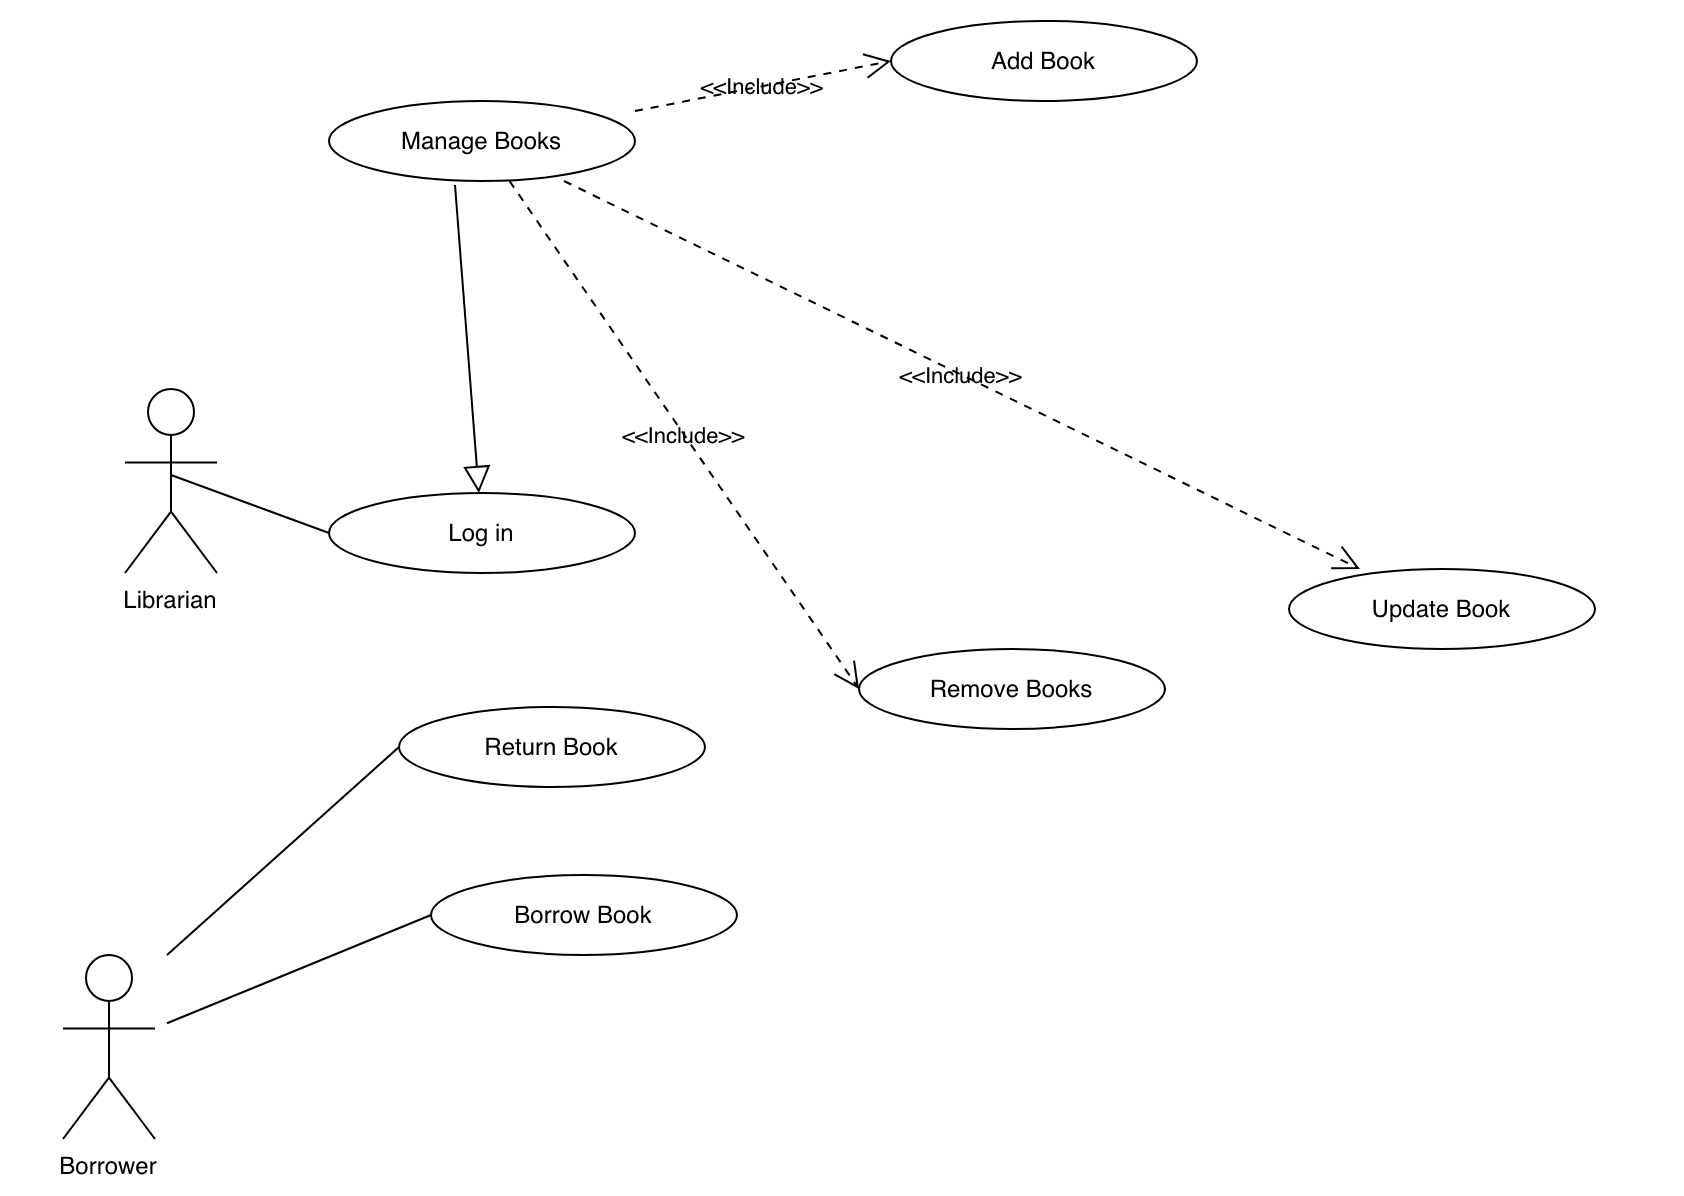 Add Book
<<Include>>
Manage Books
<<Include>>
<<Include>>
Log in
Librarian
Update Book
Remove Books
Return Book
Borrow Book
Borrower